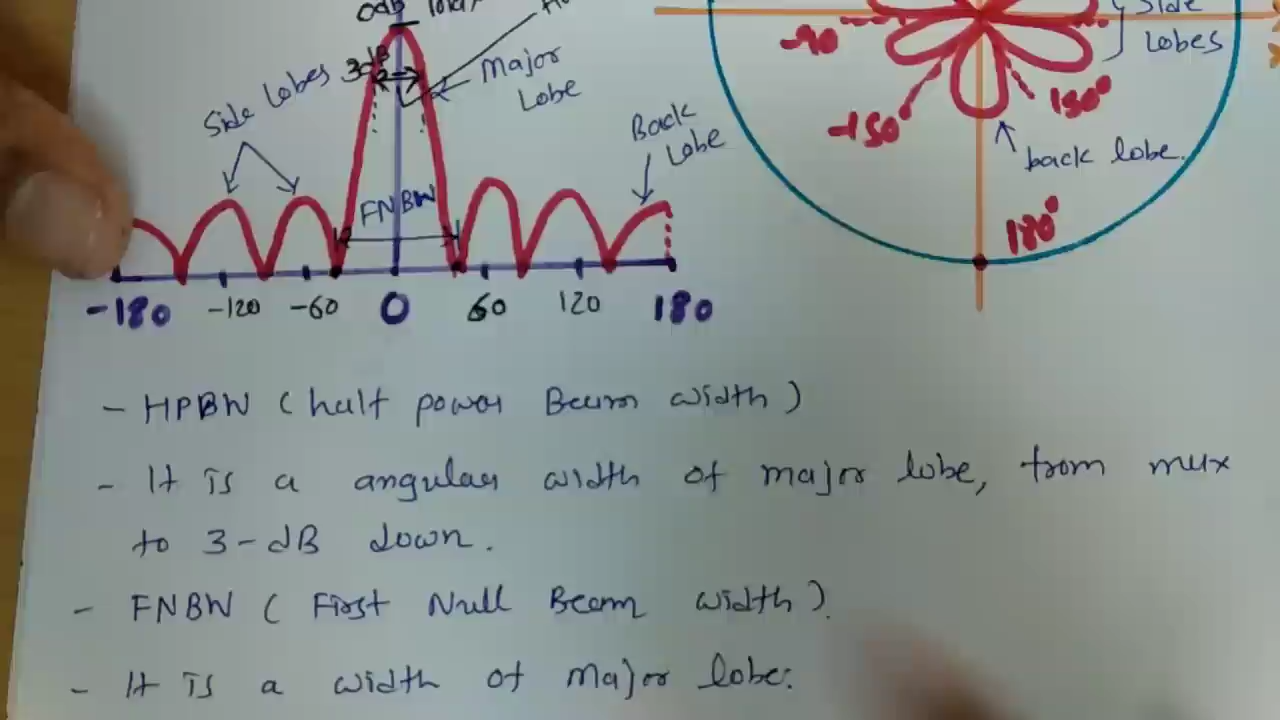 0dB
3dB
Side Lobes
Major
Lobe
Back
Lobe
FNBW
-180 -120 -60 0 60 120 180
Side
Lobes
-90
-150°
150°
back lobe.
180°
- HPBW (half power Beam width)
- It is a angular width of major lobe, from max
to 3-dB down.
- FNBW ( First Null Beam width).
- It is a width of major lobe.